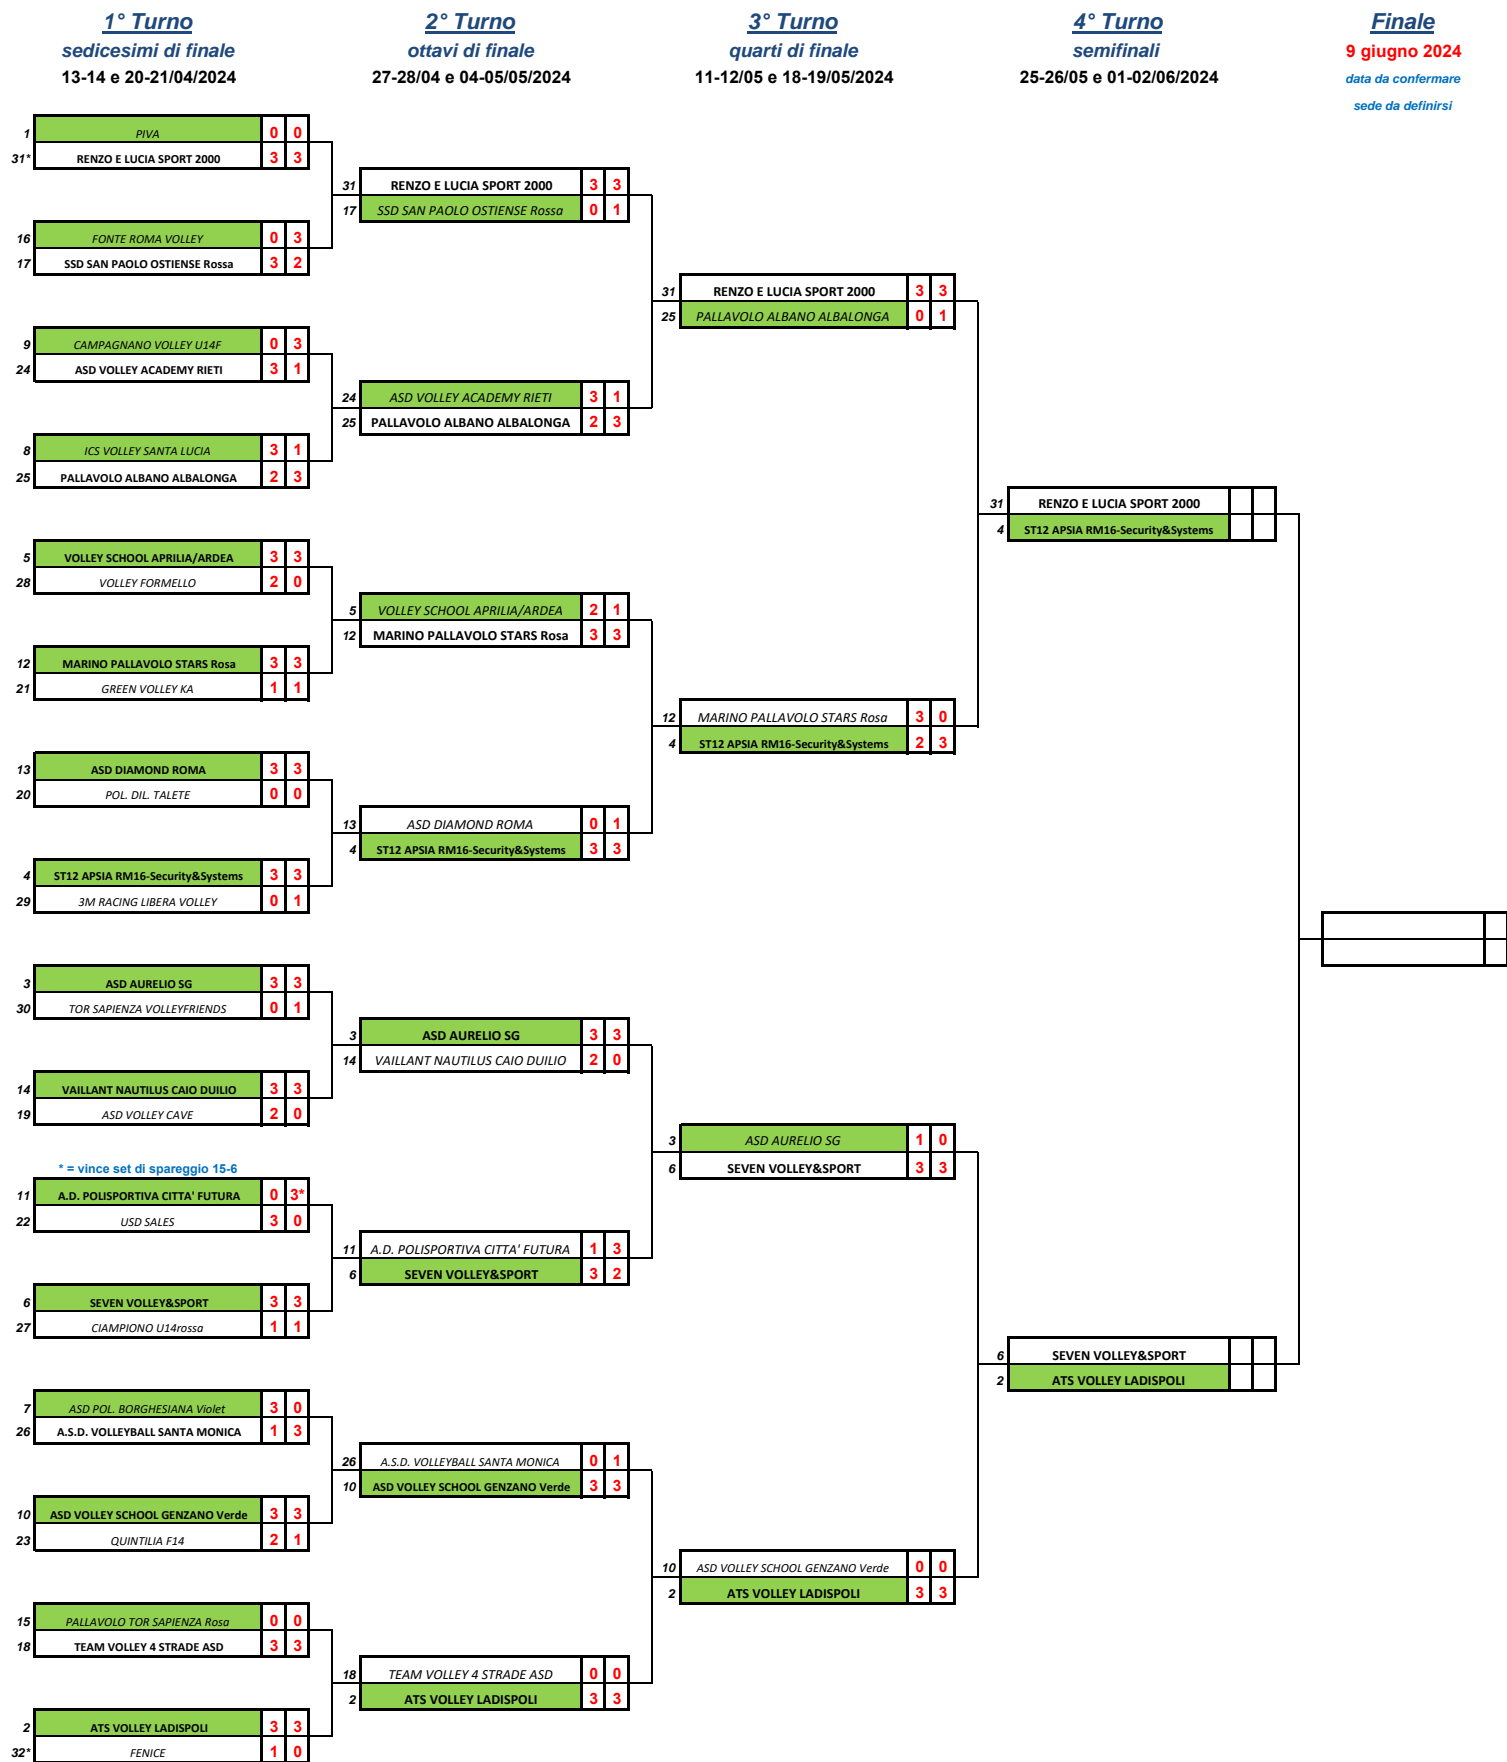 1° Turno
sedicesimi di finale
13-14 e 20-21/04/2024
2° Turno
ottavi di finale
27-28/04 e 04-05/05/2024
3° Turno
quarti di finale
11-12/05 e 18-19/05/2024
4° Turno
semifinali
25-26/05 e 01-02/06/2024
Finale
9 giugno 2024
data da confermare
sede da definirsi
1 PIVA 0 0
31* RENZO E LUCIA SPORT 2000 3 3
16 FONTE ROMA VOLLEY 0 3
17 SSD SAN PAOLO OSTIENSE Rossa 3 2
9 CAMPAGNANO VOLLEY U14F 0 3
24 ASD VOLLEY ACADEMY RIETI 3 1
8 ICS VOLLEY SANTA LUCIA 3 1
25 PALLAVOLO ALBANO ALBALONGA 2 3
5 VOLLEY SCHOOL APRILIA/ARDEA 3 3
28 VOLLEY FORMELLO 2 0
12 MARINO PALLAVOLO STARS Rosa 3 3
21 GREEN VOLLEY KA 1 1
13 ASD DIAMOND ROMA 3 3
20 POL. DIL. TALETE 0 0
4 ST12 APSIA RM16-Security&Systems 3 3
29 3M RACING LIBERA VOLLEY 0 1
3 ASD AURELIO SG 3 3
30 TOR SAPIENZA VOLLEYFRIENDS 0 1
14 VAILLANT NAUTILUS CAIO DUILIO 3 3
19 ASD VOLLEY CAVE 2 0
* = vince set di spareggio 15-6
11 A.D. POLISPORTIVA CITTA' FUTURA 0 3*
22 USD SALES 3 0
6 SEVEN VOLLEY&SPORT 3 3
27 CIAMPIONO U14rossa 1 1
7 ASD POL. BORGHESIANA Violet 3 0
26 A.S.D. VOLLEYBALL SANTA MONICA 1 3
10 ASD VOLLEY SCHOOL GENZANO Verde 3 3
23 QUINTILIA F14 2 1
15 PALLAVOLO TOR SAPIENZA Rosa 0 0
18 TEAM VOLLEY 4 STRADE ASD 3 3
2 ATS VOLLEY LADISPOLI 3 3
32* FENICE 1 0
31 RENZO E LUCIA SPORT 2000 3 3
17 SSD SAN PAOLO OSTIENSE Rossa 0 1
24 ASD VOLLEY ACADEMY RIETI 3 1
25 PALLAVOLO ALBANO ALBALONGA 2 3
5 VOLLEY SCHOOL APRILIA/ARDEA 2 1
12 MARINO PALLAVOLO STARS Rosa 3 3
13 ASD DIAMOND ROMA 0 1
4 ST12 APSIA RM16-Security&Systems 3 3
3 ASD AURELIO SG 3 3
14 VAILLANT NAUTILUS CAIO DUILIO 2 0
11 A.D. POLISPORTIVA CITTA' FUTURA 1 3
6 SEVEN VOLLEY&SPORT 3 2
26 A.S.D. VOLLEYBALL SANTA MONICA 0 1
10 ASD VOLLEY SCHOOL GENZANO Verde 3 3
18 TEAM VOLLEY 4 STRADE ASD 0 0
2 ATS VOLLEY LADISPOLI 3 3
31 RENZO E LUCIA SPORT 2000 3 3
25 PALLAVOLO ALBANO ALBALONGA 0 1
12 MARINO PALLAVOLO STARS Rosa 3 0
4 ST12 APSIA RM16-Security&Systems 2 3
3 ASD AURELIO SG 1 0
6 SEVEN VOLLEY&SPORT 3 3
10 ASD VOLLEY SCHOOL GENZANO Verde 0 0
2 ATS VOLLEY LADISPOLI 3 3
31 RENZO E LUCIA SPORT 2000
4 ST12 APSIA RM16-Security&Systems
6 SEVEN VOLLEY&SPORT
2 ATS VOLLEY LADISPOLI